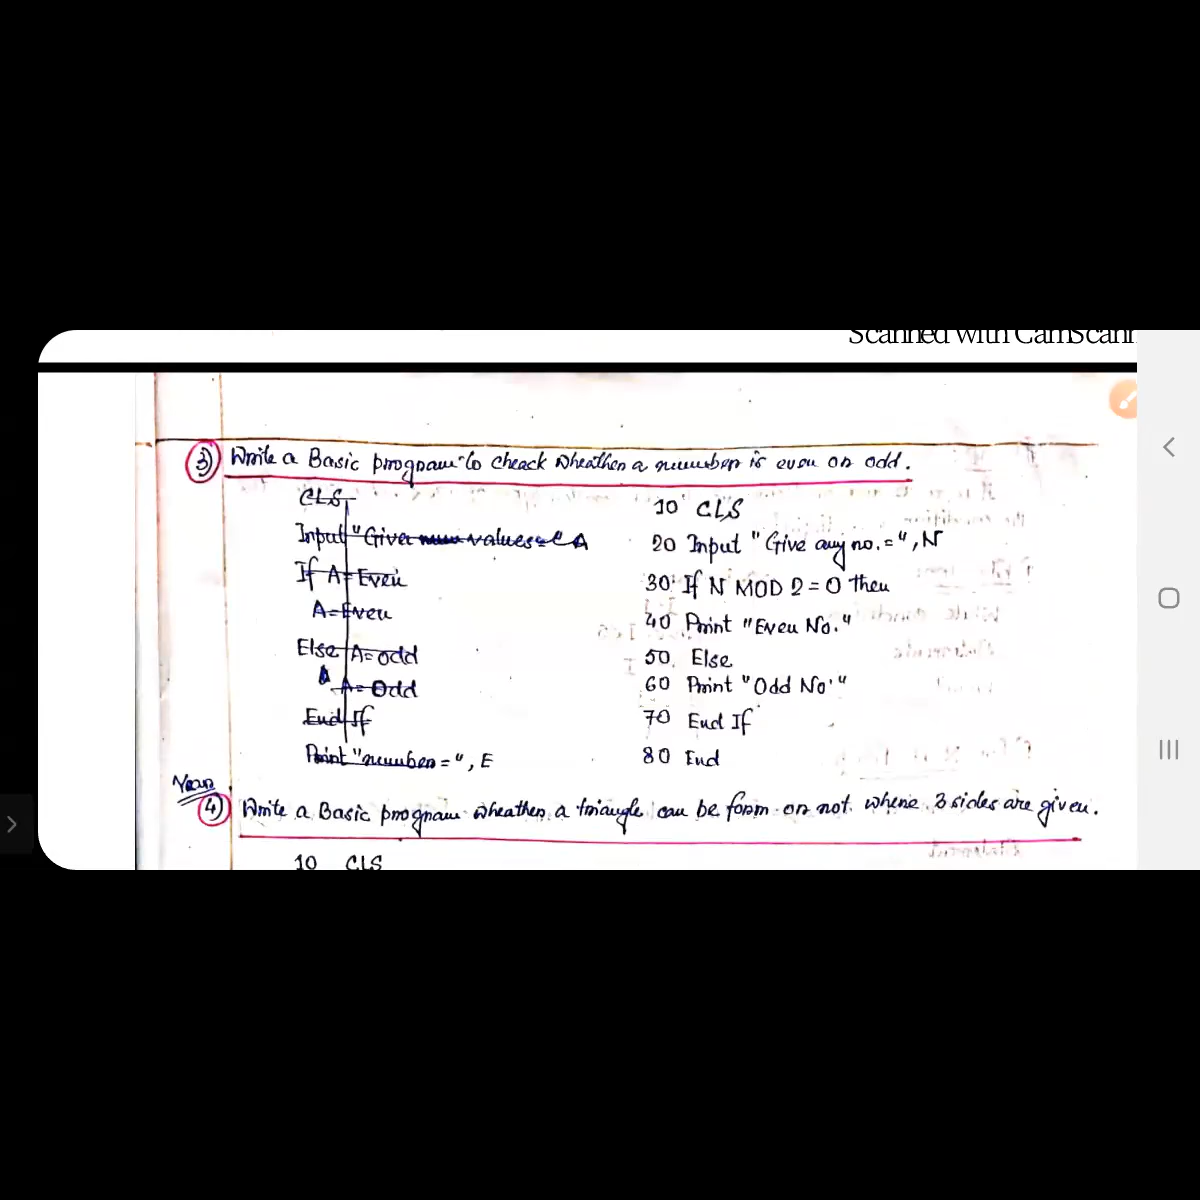 Scanned with CamScann
3) Write a Basic program to cheack wheather a number is even or odd.
CLS
Input "Give values= A
If A=Even
A=Even
Else A=odd
A=Odd
End If
Print "number=", E
10 CLS
20 Input "Give any no.=", N
30 If N MOD 2=0 then
40 Print "Even No."
50. Else
60 Print "Odd No."
70 End If
80 End
4) Write a Basic program wheather a triangle can be form or not where 3 sides are given.
10 CLS